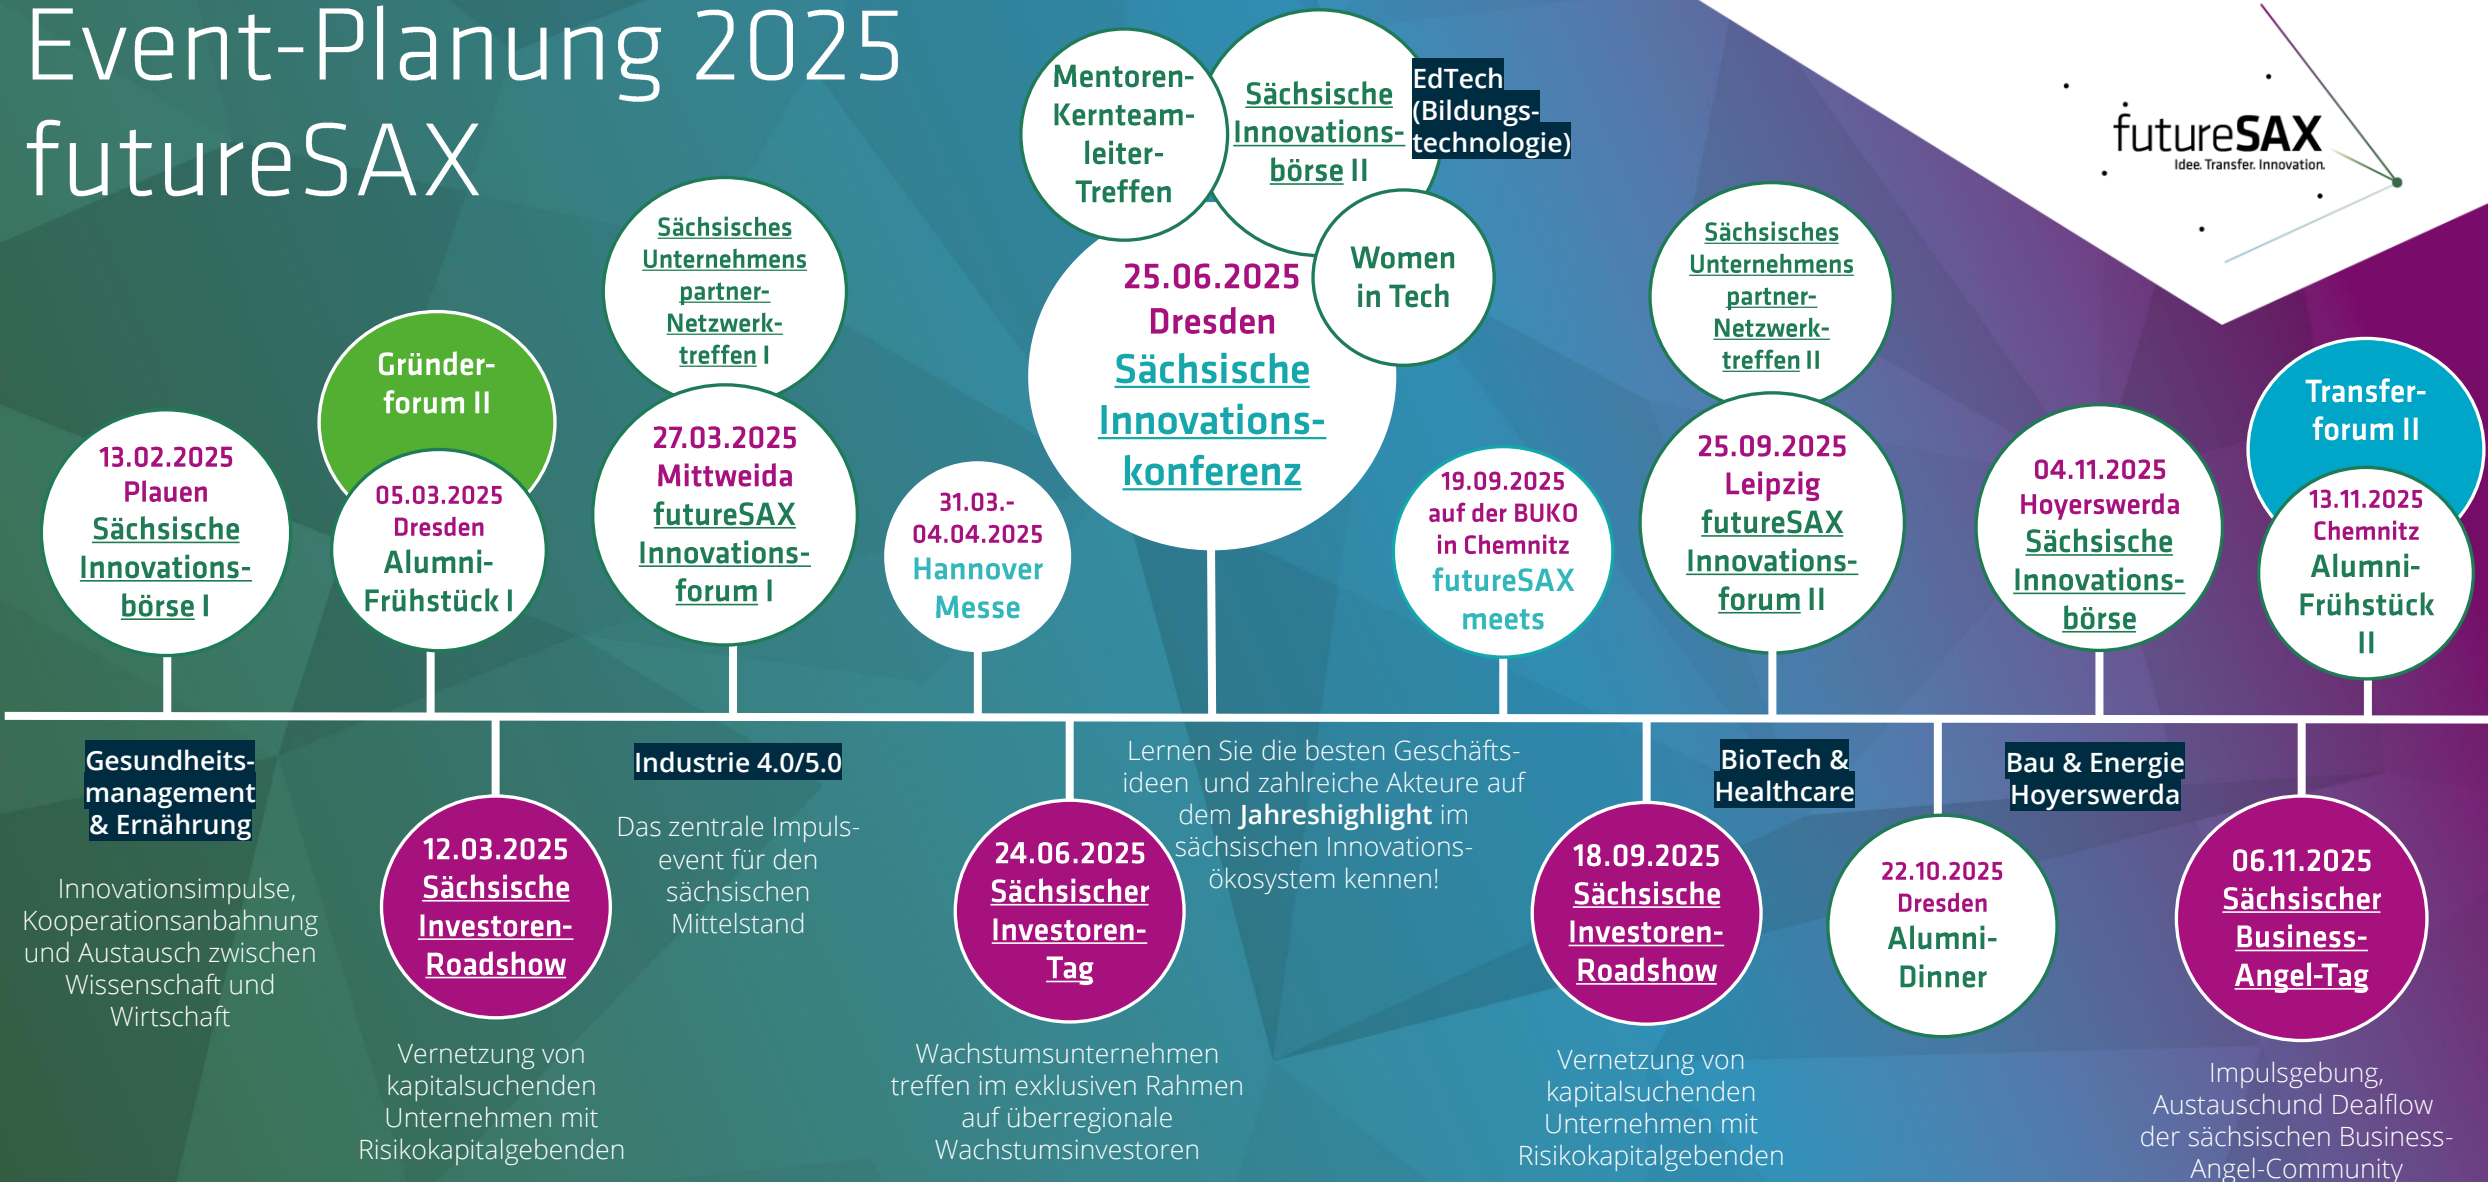 Event-Planung 2025
futureSAX
futureSAX
Idee. Transfer. Innovation.
13.02.2025
Plauen
Sächsische
Innovations-
börse I
Gesundheits-
management
& Ernährung
Innovationsimpulse,
Kooperationsanbahnung
und Austausch zwischen
Wissenschaft und
Wirtschaft
Gründer-
forum II
05.03.2025
Dresden
Alumni-
Frühstück I
12.03.2025
Sächsische
Investoren-
Roadshow
Vernetzung von
kapitalsuchenden
Unternehmen mit
Risikokapitalgebenden
Sächsisches
Unternehmens
partner-
Netzwerk-
treffen I
27.03.2025
Mittweida
futureSAX
Innovations-
forum I
Industrie 4.0/5.0
Das zentrale Impuls-
event für den
sächsischen
Mittelstand
31.03.-
04.04.2025
Hannover
Messe
24.06.2025
Sächsischer
Investoren-
Tag
Wachstumsunternehmen
treffen im exklusiven Rahmen
auf überregionale
Wachstumsinvestoren
Mentoren-
Kernteam-
leiter-
Treffen
Sächsische
Innovations-
börse II
EdTech
(Bildungs-
technologie)
Women
in Tech
25.06.2025
Dresden
Sächsische
Innovations-
konferenz
Lernen Sie die besten Geschäfts-
ideen und zahlreiche Akteure auf
dem Jahreshighlight im
sächsischen Innovations-
ökosystem kennen!
18.09.2025
Sächsische
Investoren-
Roadshow
Vernetzung von
kapitalsuchenden
Unternehmen mit
Risikokapitalgebenden
19.09.2025
auf der BUKO
in Chemnitz
futureSAX
meets
Sächsisches
Unternehmens
partner-
Netzwerk-
treffen II
25.09.2025
Leipzig
futureSAX
Innovations-
forum II
BioTech &
Healthcare
22.10.2025
Dresden
Alumni-
Dinner
04.11.2025
Hoyerswerda
Sächsische
Innovations-
börse
Bau & Energie
Hoyerswerda
06.11.2025
Sächsischer
Business-
Angel-Tag
Impulsgebung,
Austauschund Dealflow
der sächsischen Business-
Angel-Community
Transfer-
forum II
13.11.2025
Chemnitz
Alumni-
Frühstück
II